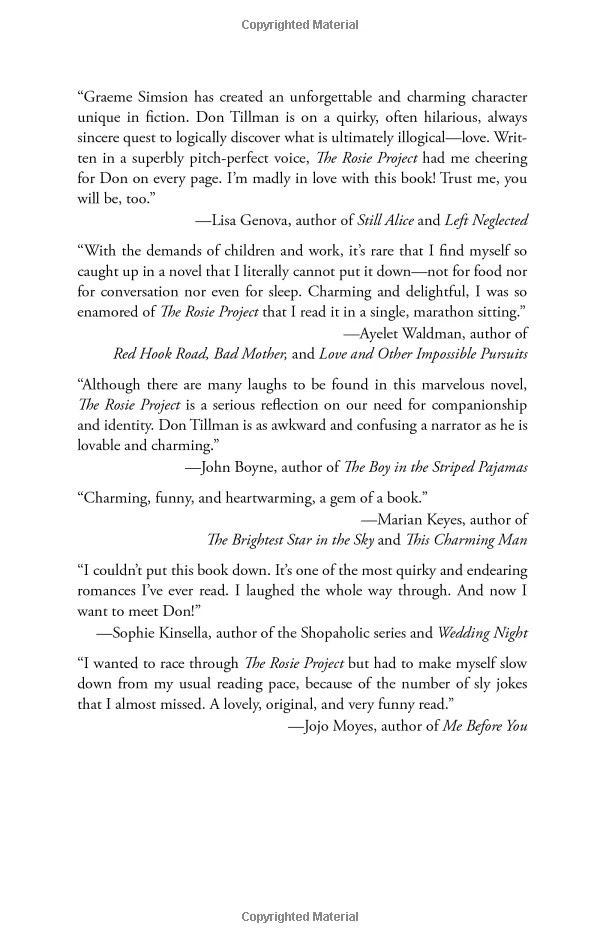 Copyrighted Material
“Graeme Simsion has created an unforgettable and charming character
unique in fiction. Don Tillman is on a quirky, often hilarious, always
sincere quest to logically discover what is ultimately illogical—love. Writ-
ten in a superbly pitch-perfect voice, The Rosie Project had me cheering
for Don on every page. I’m madly in love with this book! Trust me, you
will be, too.”
—Lisa Genova, author of Still Alice and Left Neglected
“With the demands of children and work, it’s rare that I find myself so
caught up in a novel that I literally cannot put it down—not for food nor
for conversation nor even for sleep. Charming and delightful, I was so
enamored of The Rosie Project that I read it in a single, marathon sitting.”
—Ayelet Waldman, author of
Red Hook Road, Bad Mother, and Love and Other Impossible Pursuits
“Although there are many laughs to be found in this marvelous novel,
The Rosie Project is a serious reflection on our need for companionship
and identity. Don Tillman is as awkward and confusing a narrator as he is
lovable and charming.”
—John Boyne, author of The Boy in the Striped Pajamas
“Charming, funny, and heartwarming, a gem of a book.”
—Marian Keyes, author of
The Brightest Star in the Sky and This Charming Man
“I couldn’t put this book down. It’s one of the most quirky and endearing
romances I’ve ever read. I laughed the whole way through. And now I
want to meet Don!”
—Sophie Kinsella, author of the Shopaholic series and Wedding Night
“I wanted to race through The Rosie Project but had to make myself slow
down from my usual reading pace, because of the number of sly jokes
that I almost missed. A lovely, original, and very funny read.”
—Jojo Moyes, author of Me Before You
Copyrighted Material